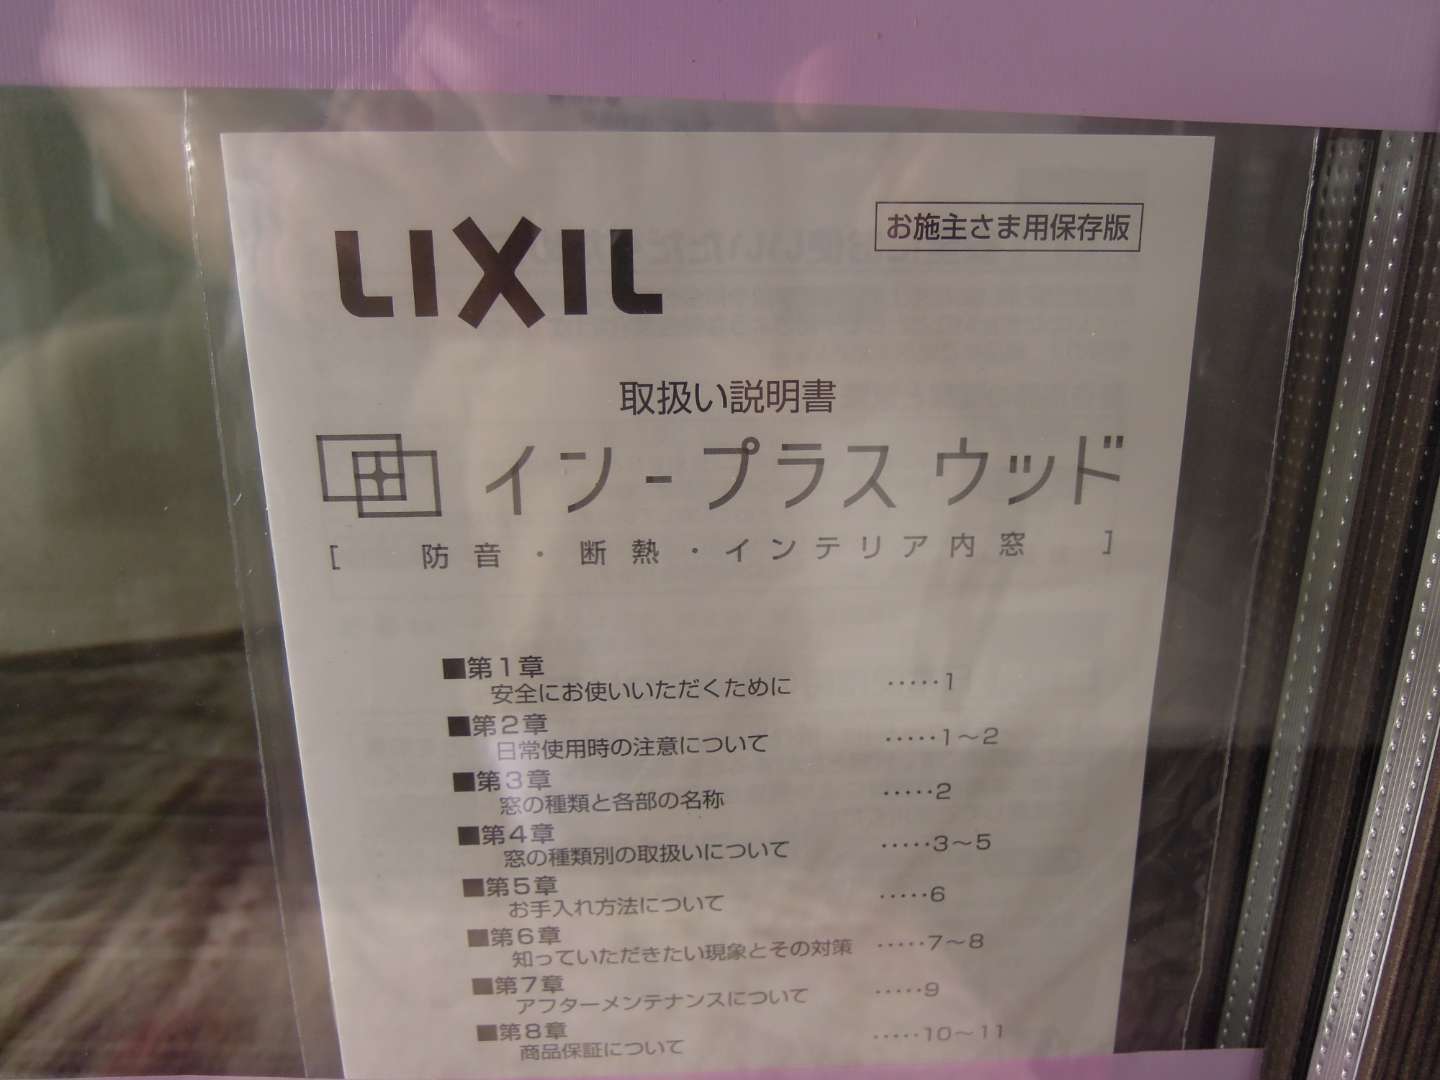 LIXIL
お施主さま用保存版
取扱い説明書
イン-プラス ウッド
[ 防音・断熱・インテリア内窓 ]
■第1章
安全にお使いいただくために ・・・・・1
■第2章
日常使用時の注意について ・・・・・1～2
■第3章
窓の種類と各部の名称 ・・・・・2
■第4章
窓の種類別の取扱いについて ・・・・・3～5
■第5章
お手入れ方法について ・・・・・6
■第6章
知っていただきたい現象とその対策 ・・・・・7～8
■第7章
アフターメンテナンスについて ・・・・・9
■第8章
商品保証について ・・・・・10～11